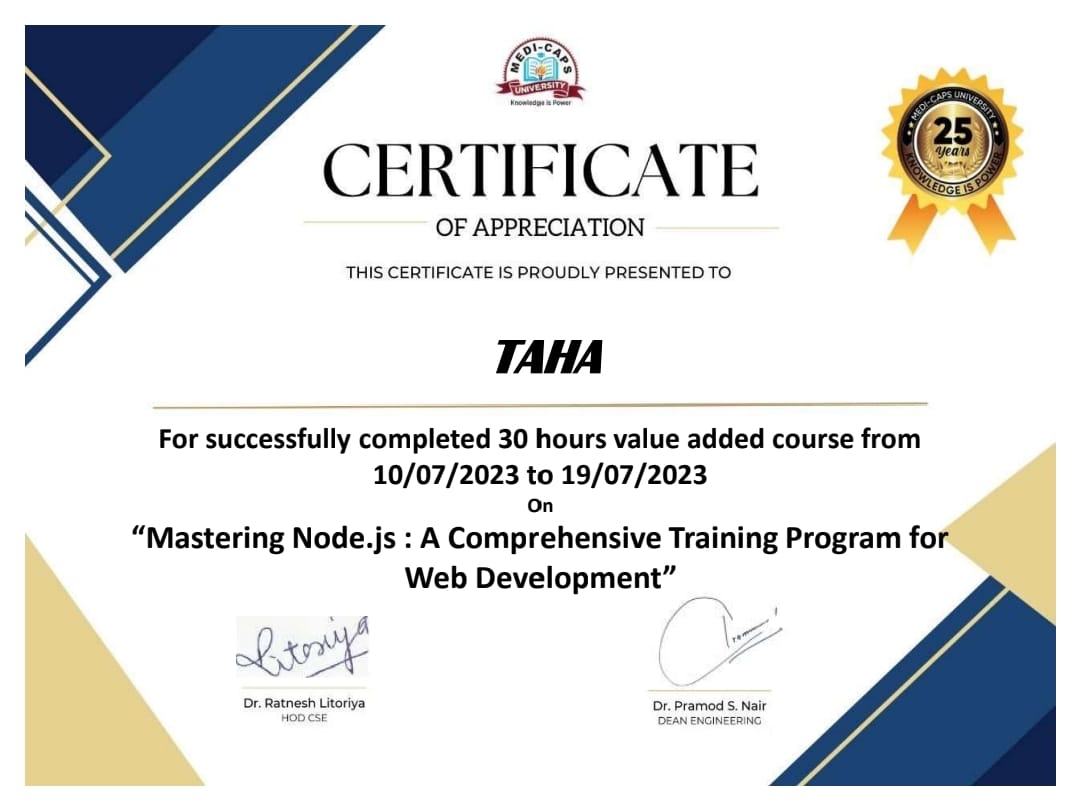 MEDI-CAPS
UNIVERSITY
Knowledge is Power
MEDI-CAPS UNIVERSITY
25
Years
KNOWLEDGE IS POWER
CERTIFICATE
OF APPRECIATION
THIS CERTIFICATE IS PROUDLY PRESENTED TO
TAHA
For successfully completed 30 hours value added course from
10/07/2023 to 19/07/2023
On
“Mastering Node.js : A Comprehensive Training Program for
Web Development”
Litoriya
Dr. Ratnesh Litoriya
HOD CSE
Dr. Pramod S. Nair
DEAN ENGINEERING